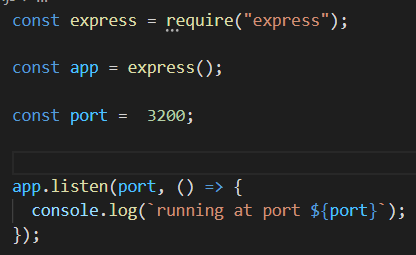 const express = require("express");
const app = express();
const port =  3200;
app.listen(port, () => {
  console.log(`running at port ${port}`);
});